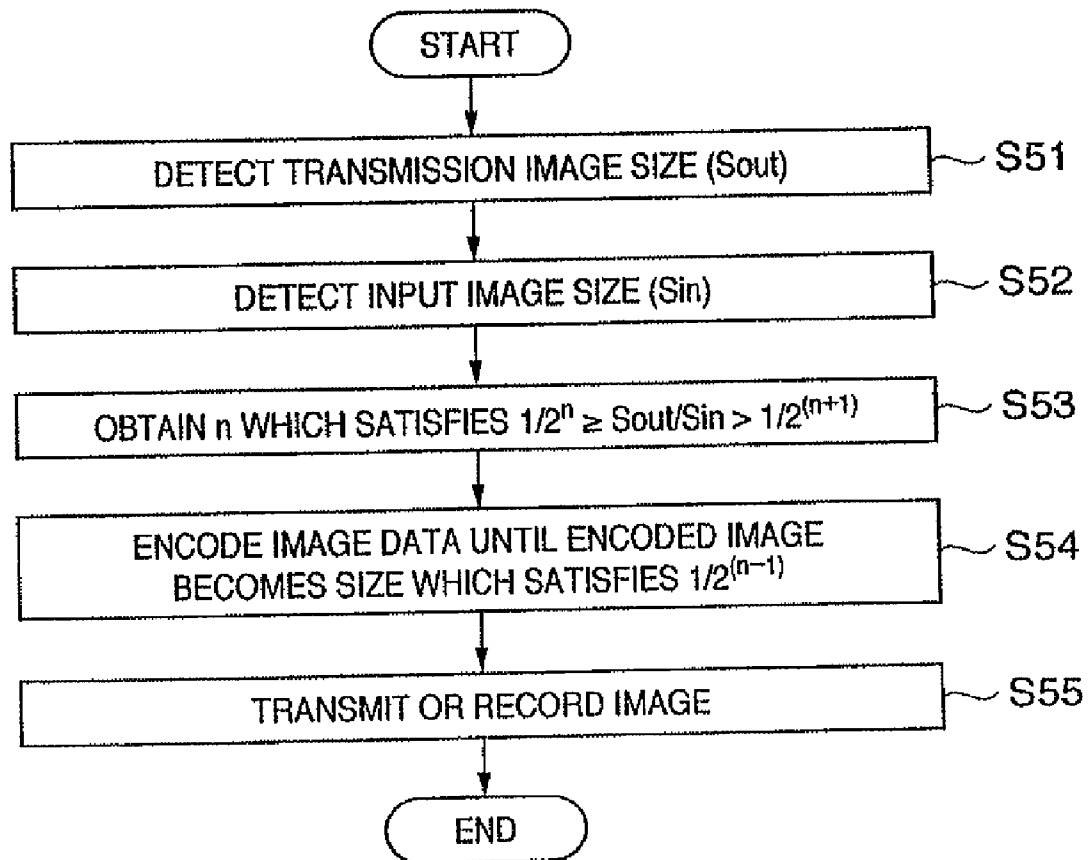 START
DETECT TRANSMISSION IMAGE SIZE (Sout)
S51
DETECT INPUT IMAGE SIZE (Sin)
S52
OBTAIN n WHICH SATISFIES 1/2^n ≥ Sout/Sin > 1/2^(n+1)
S53
ENCODE IMAGE DATA UNTIL ENCODED IMAGE
BECOMES SIZE WHICH SATISFIES 1/2^(n−1)
S54
TRANSMIT OR RECORD IMAGE
S55
END